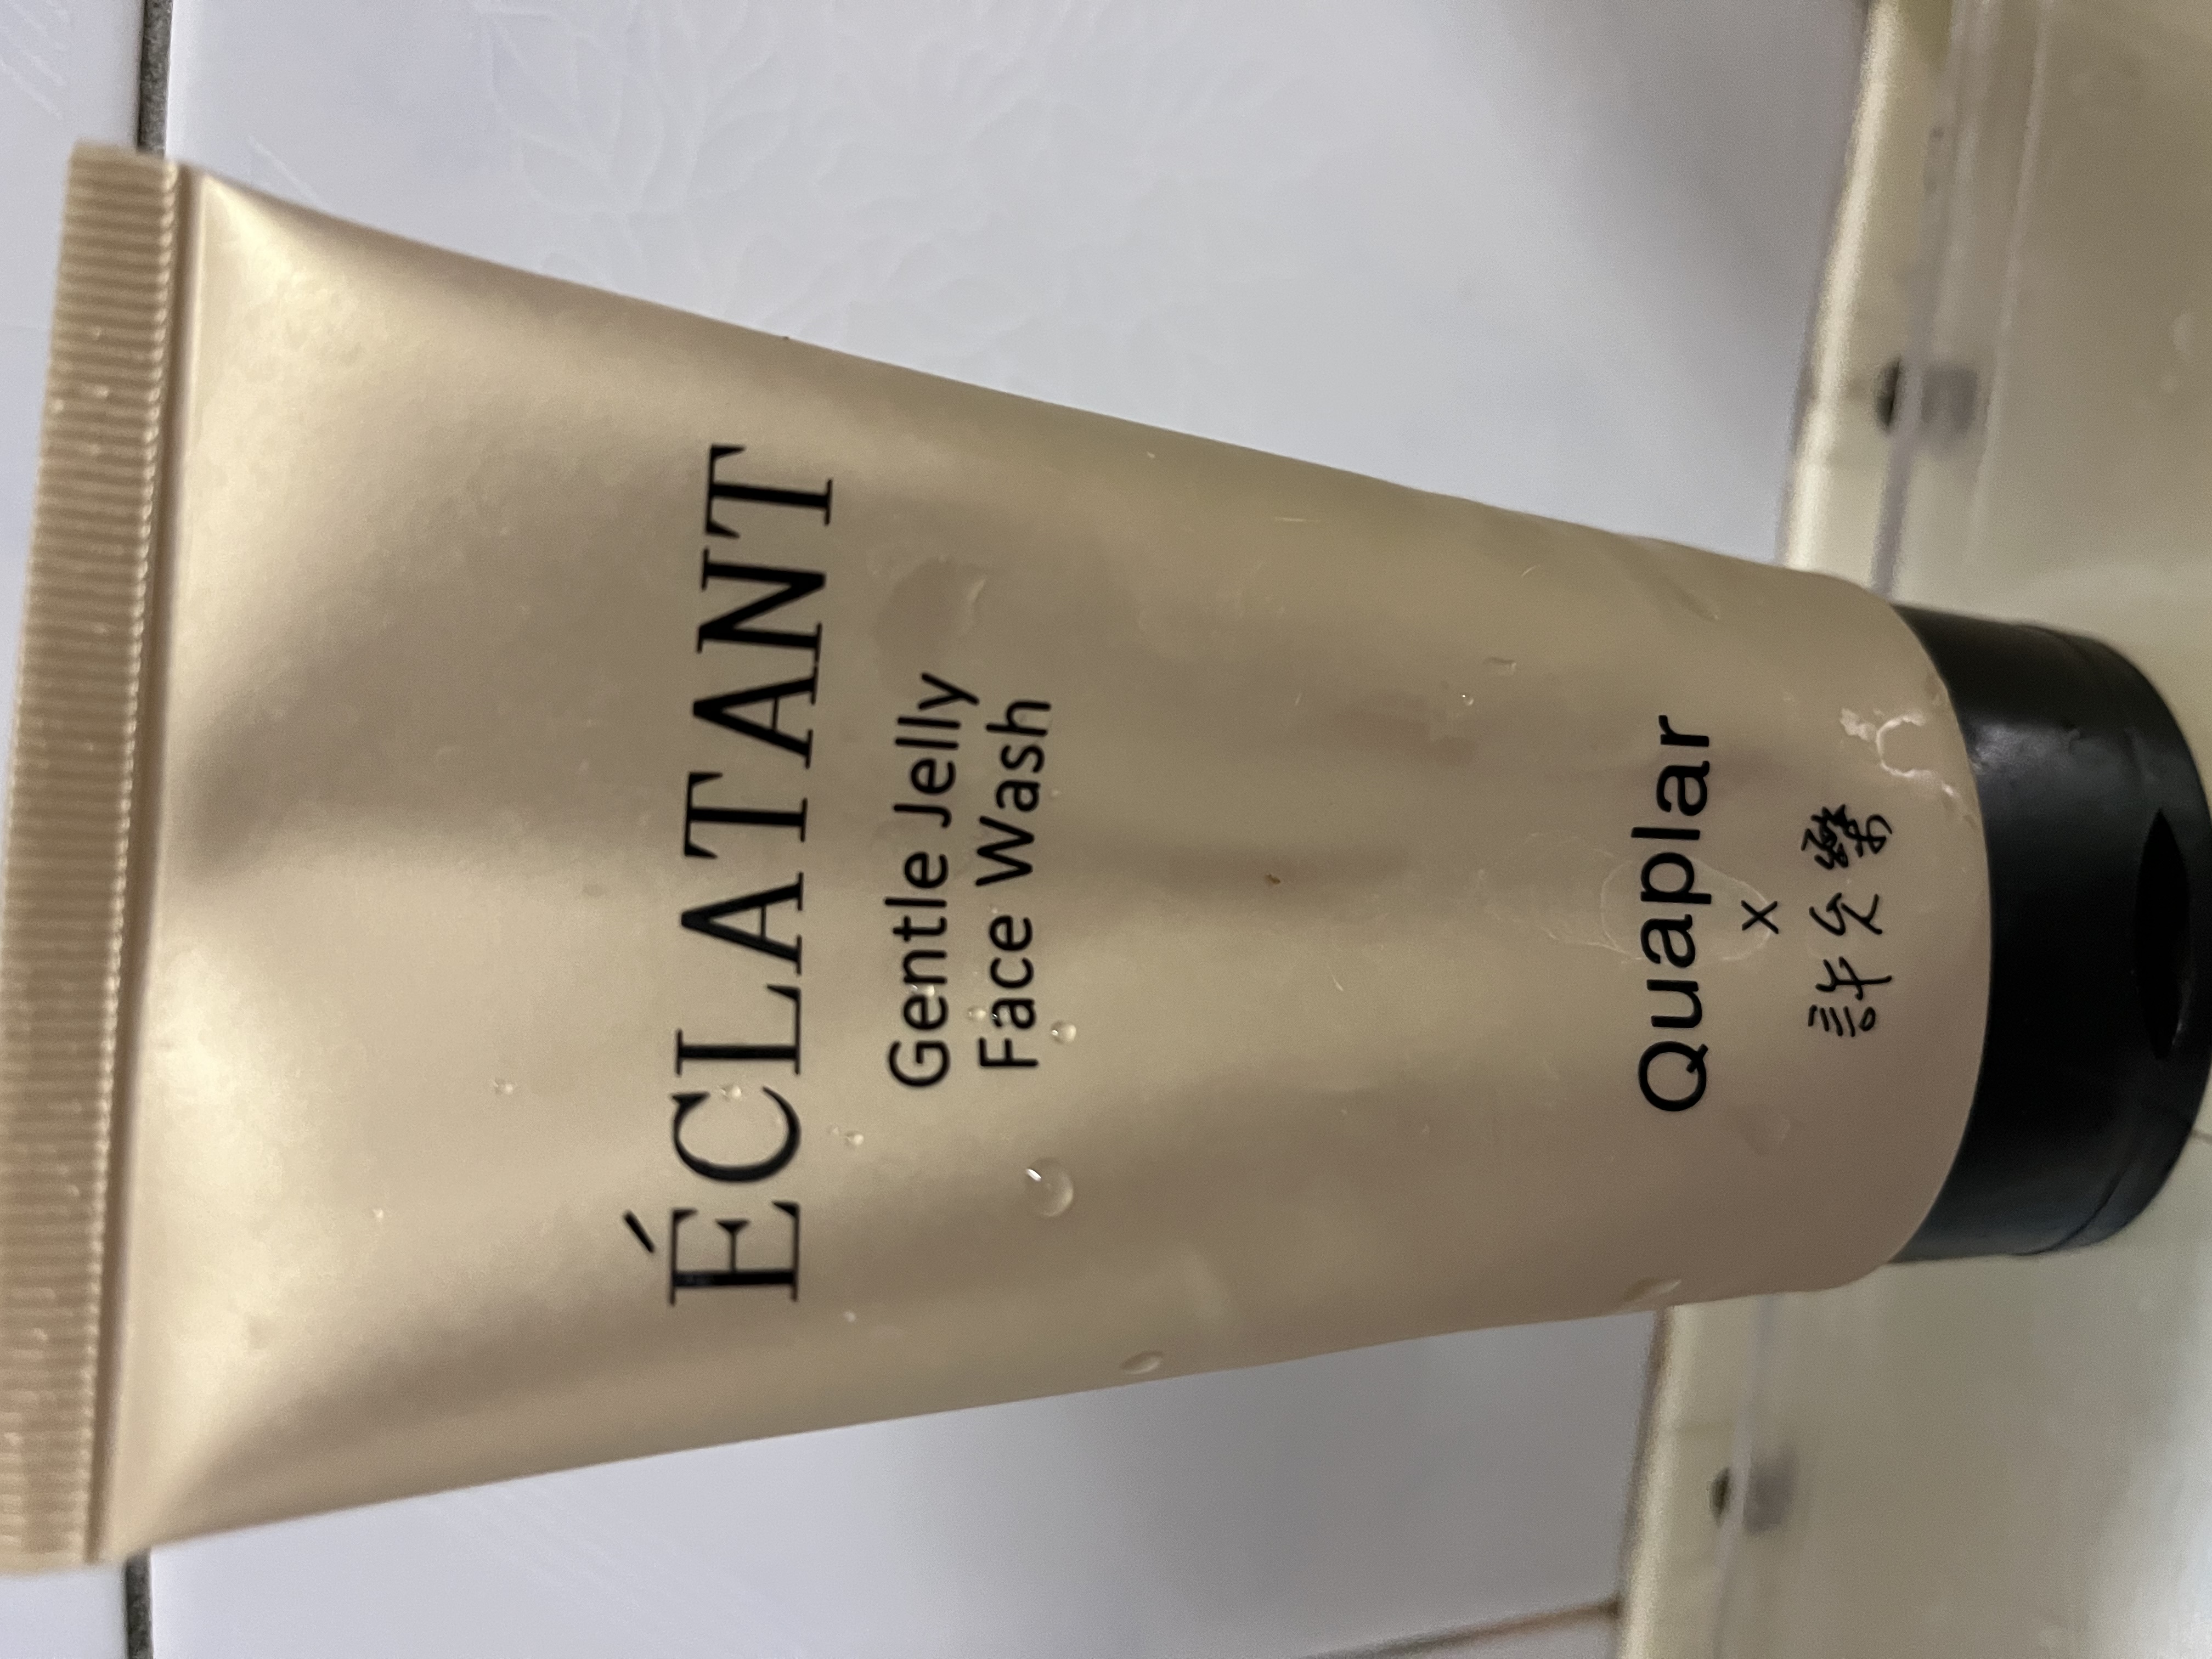 ÉCLATANT
Gentle Jelly
Face Wash
Quaplar
x